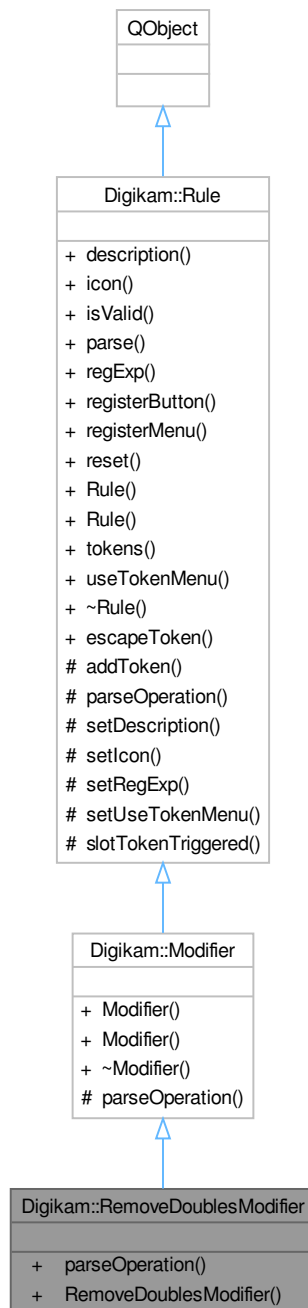 QObject
Digikam::Rule
+ description()
+ icon()
+ isValid()
+ parse()
+ regExp()
+ registerButton()
+ registerMenu()
+ reset()
+ Rule()
+ Rule()
+ tokens()
+ useTokenMenu()
+ ~Rule()
+ escapeToken()
# addToken()
# parseOperation()
# setDescription()
# setIcon()
# setRegExp()
# setUseTokenMenu()
# slotTokenTriggered()
Digikam::Modifier
+ Modifier()
+ Modifier()
+ ~Modifier()
# parseOperation()
Digikam::RemoveDoublesModifier
+ parseOperation()
+ RemoveDoublesModifier()